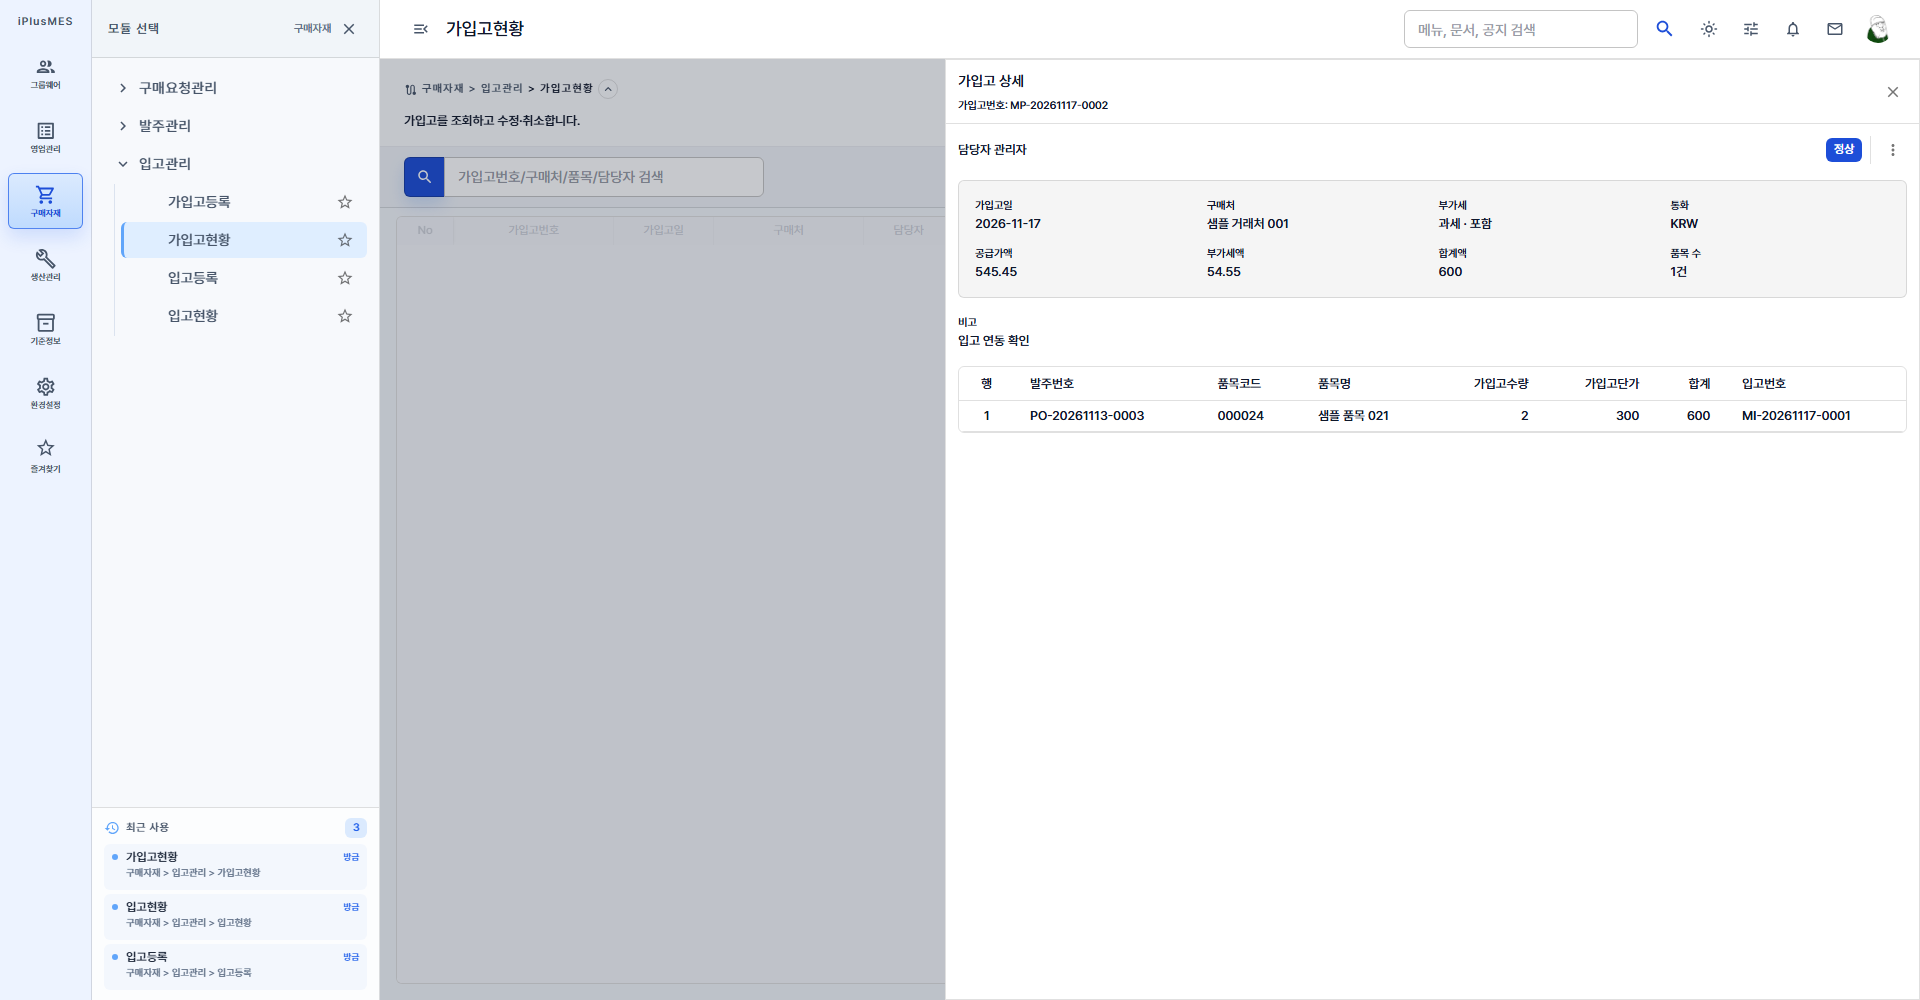 iPlusMES
그룹웨어
영업관리
구매자재
생산관리
기준정보
환경설정
즐겨찾기
모듈 선택
구매자재
구매요청관리
발주관리
입고관리
가입고등록
가입고현황
입고등록
입고현황
최근 사용
3
가입고현황
방금
구매자재 > 입고관리 > 가입고현황
입고현황
방금
구매자재 > 입고관리 > 입고현황
입고등록
방금
구매자재 > 입고관리 > 입고등록
가입고현황
메뉴, 문서, 공지 검색
구매자재 > 입고관리 > 가입고현황
가입고를 조회하고 수정·취소합니다.
가입고번호/구매처/품목/담당자 검색
No 가입고번호 가입고일 구매처 담당자
가입고 상세
가입고번호: MP-20261117-0002
담당자 관리자
정상
가입고일 구매처 부가세 통화
2026-11-17 샘플 거래처 001 과세 · 포함 KRW
공급가액 부가세액 합계액 품목 수
545.45 54.55 600 1건
비고
입고 연동 확인
행 발주번호 품목코드 품목명 가입고수량 가입고단가 합계 입고번호
1 PO-20261113-0003 000024 샘플 품목 021 2 300 600 MI-20261117-0001